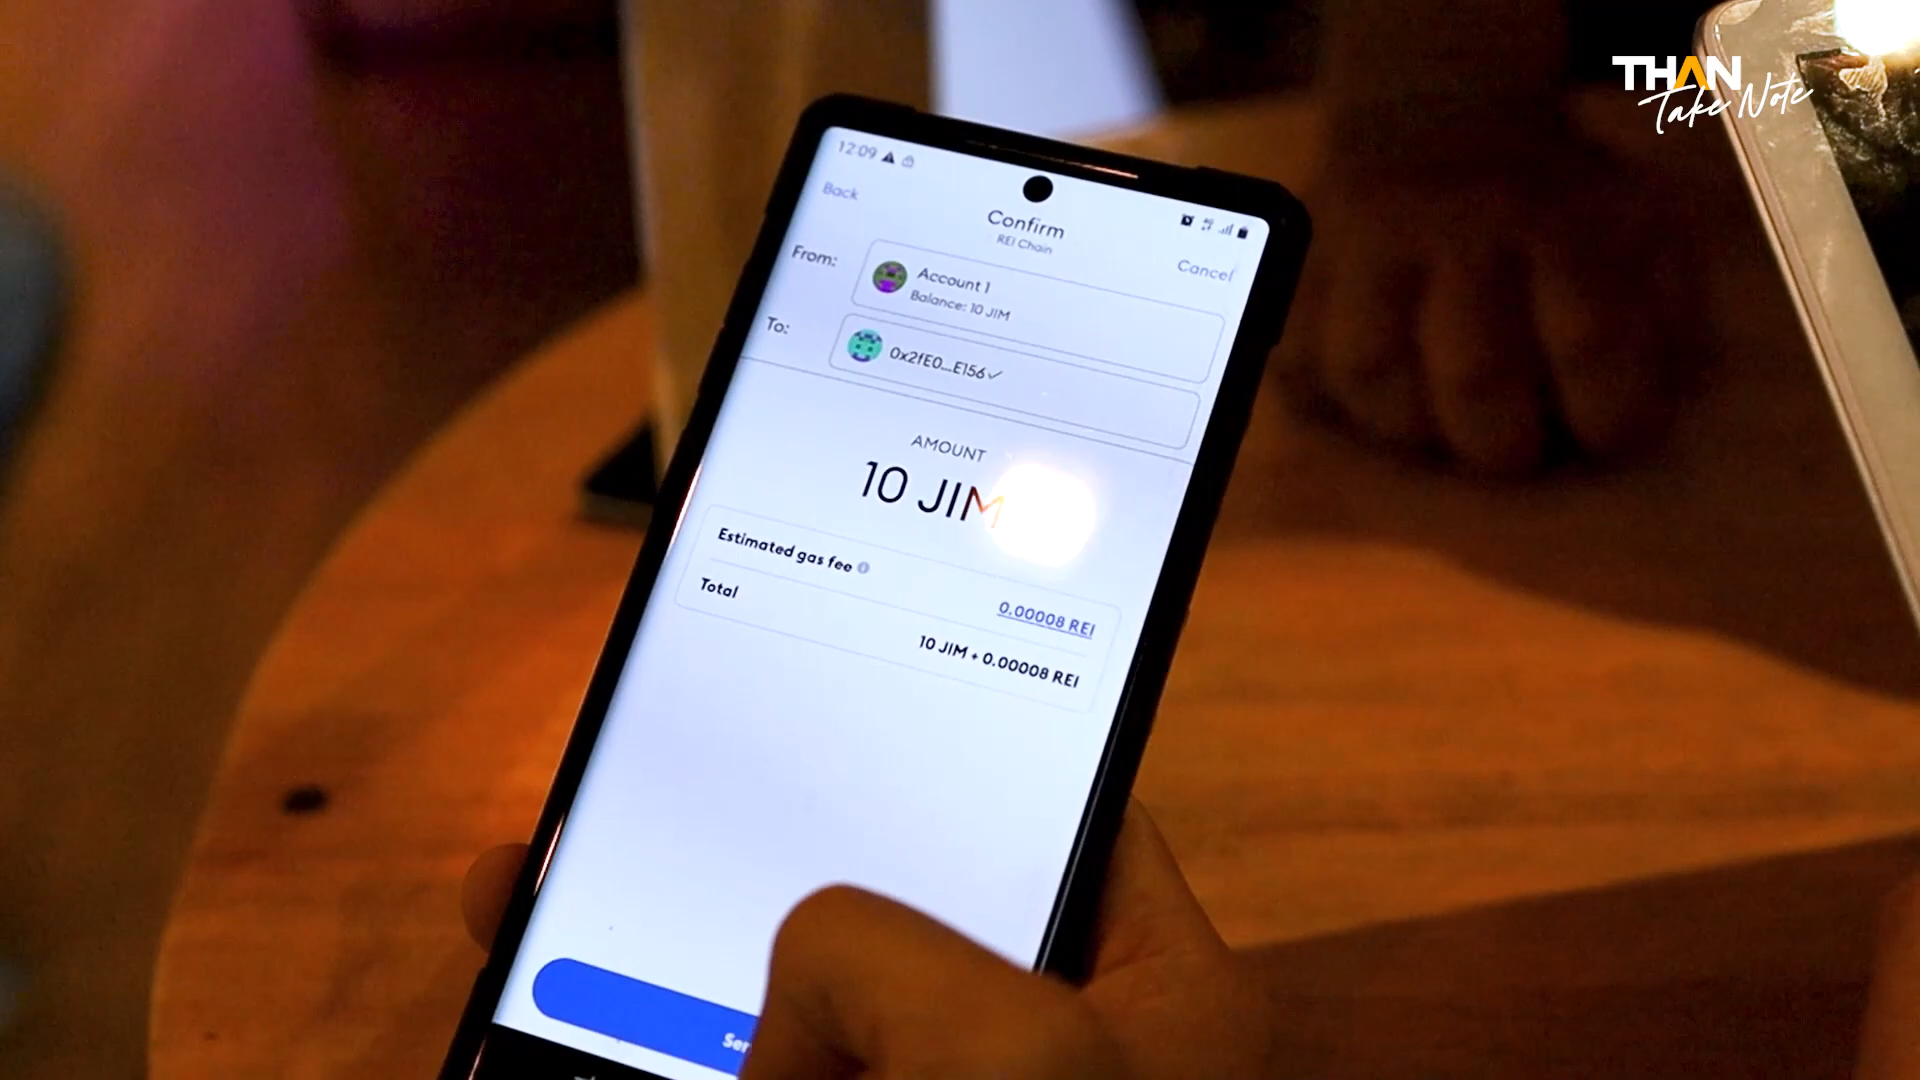 THAN
Take Note
12:09
Back
Confirm
REI Chain
Cancel
From:
Account 1
Balance: 10 JIM
To:
0x2fE0...E156
AMOUNT
10 JIM
Estimated gas fee
0.00008 REI
Total
10 JIM + 0.00008 REI